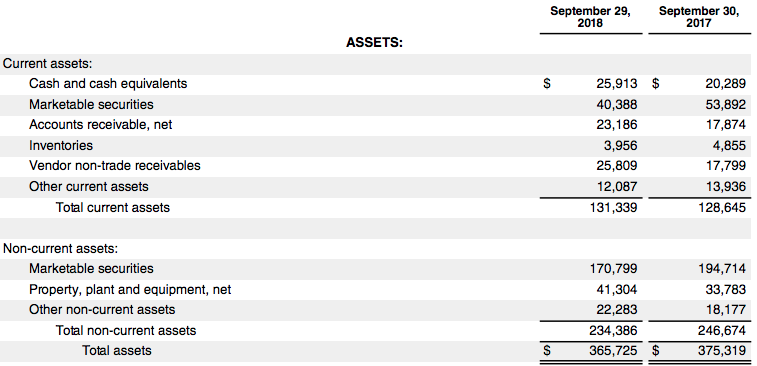 September 29, 2018 September 30, 2017
ASSETS:
Current assets:
Cash and cash equivalents $ 25,913 $ 20,289
Marketable securities 40,388 53,892
Accounts receivable, net 23,186 17,874
Inventories 3,956 4,855
Vendor non-trade receivables 25,809 17,799
Other current assets 12,087 13,936
Total current assets 131,339 128,645
Non-current assets:
Marketable securities 170,799 194,714
Property, plant and equipment, net 41,304 33,783
Other non-current assets 22,283 18,177
Total non-current assets 234,386 246,674
Total assets $ 365,725 $ 375,319